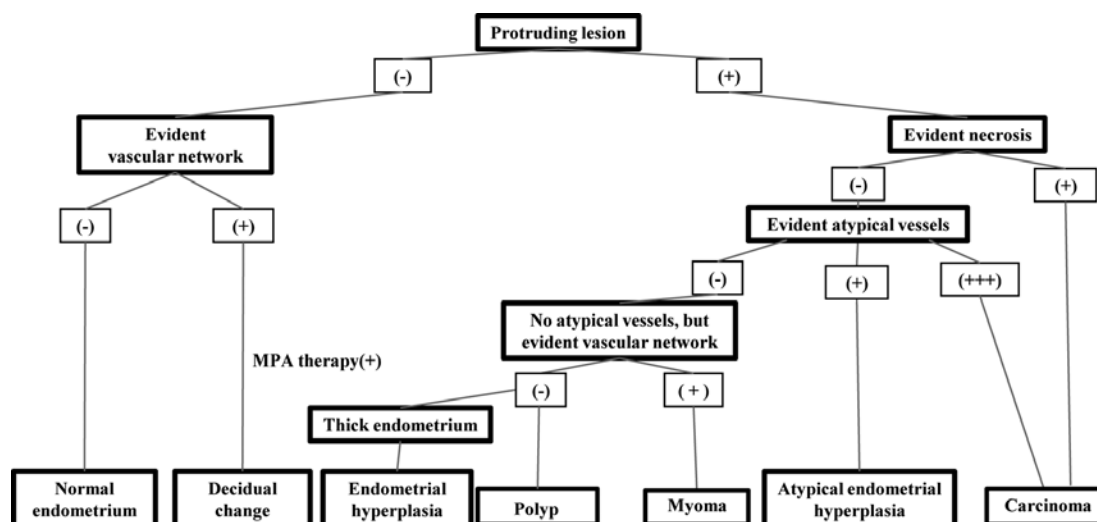 Protruding lesion
(-)
(+)
Evident
vascular network
Evident necrosis
(-)
(+)
(-)
(+)
Evident atypical vessels
(-)
(+)
(+++)
No atypical vessels, but
evident vascular network
MPA therapy(+)
(-)
( + )
Thick endometrium
Normal
endometrium
Decidual
change
Endometrial
hyperplasia
Polyp
Myoma
Atypical endometrial
hyperplasia
Carcinoma